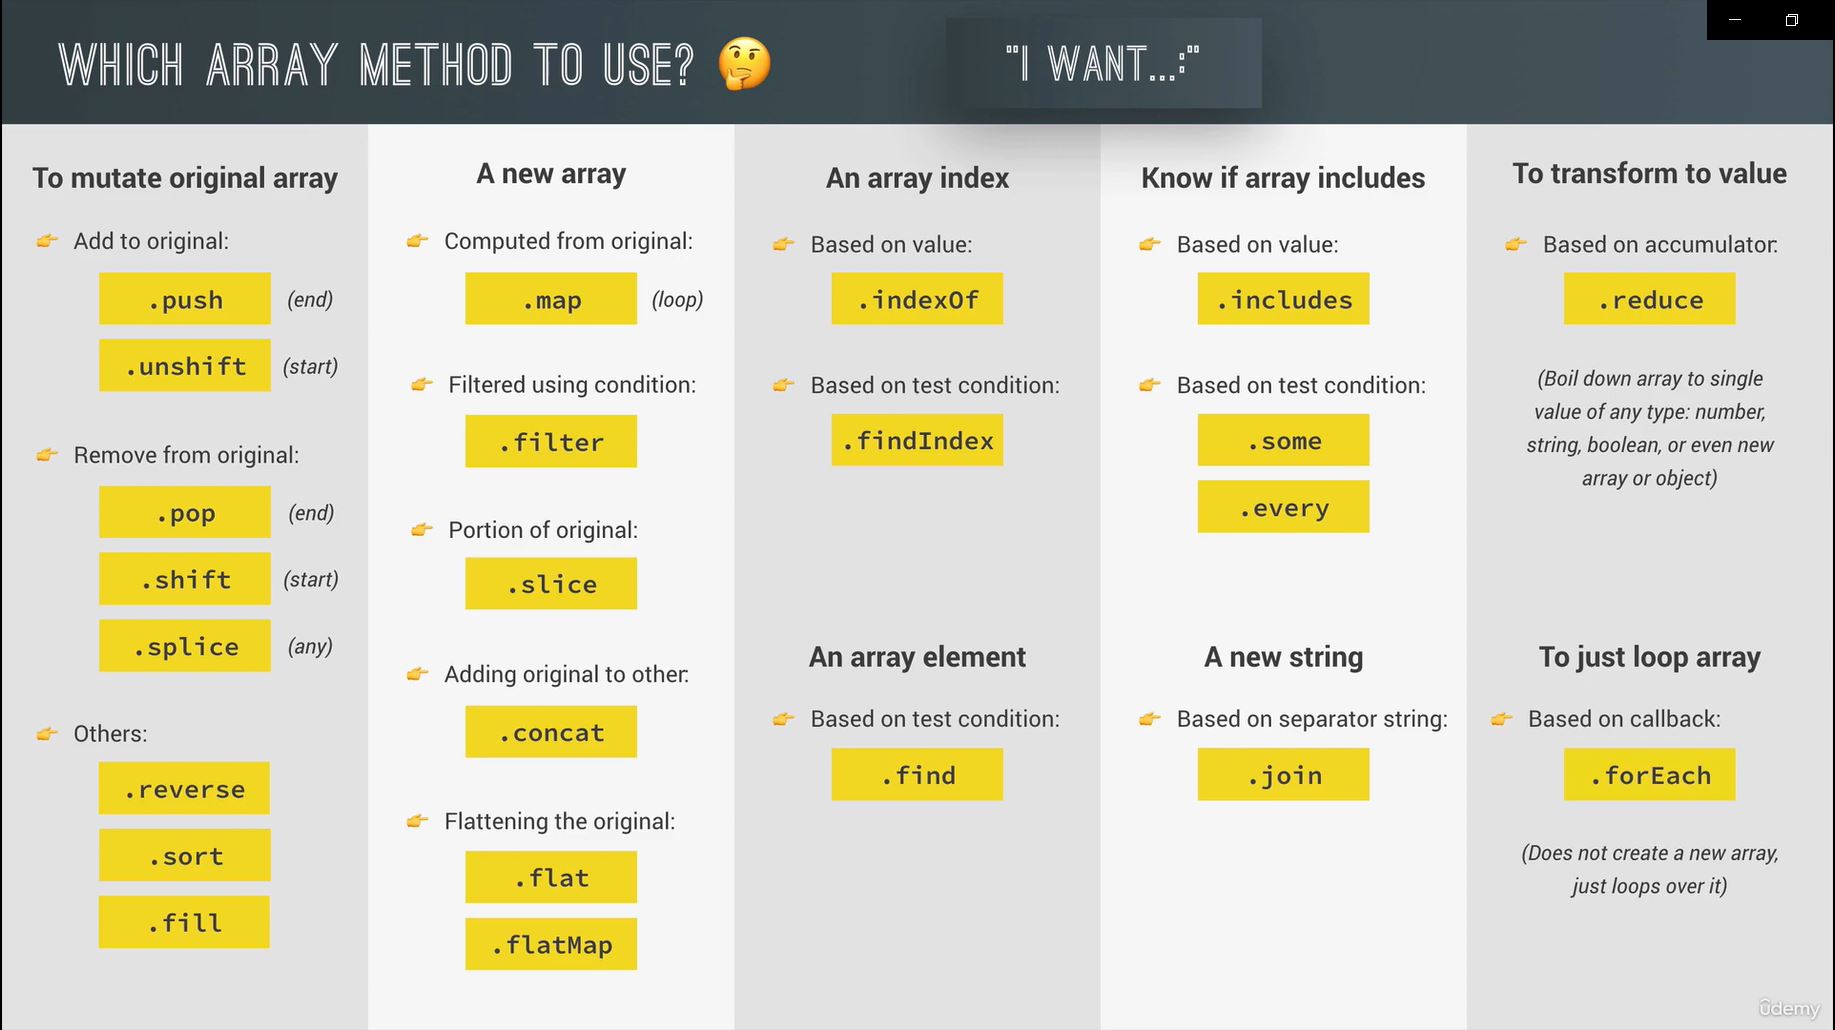 WHICH ARRAY METHOD TO USE? 🤔
"I WANT...:"
To mutate original array
👉 Add to original:
.push (end)
.unshift (start)
👉 Remove from original:
.pop (end)
.shift (start)
.splice (any)
👉 Others:
.reverse
.sort
.fill
A new array
👉 Computed from original:
.map (loop)
👉 Filtered using condition:
.filter
👉 Portion of original:
.slice
👉 Adding original to other:
.concat
👉 Flattening the original:
.flat
.flatMap
An array index
👉 Based on value:
.indexOf
👉 Based on test condition:
.findIndex
An array element
👉 Based on test condition:
.find
Know if array includes
👉 Based on value:
.includes
👉 Based on test condition:
.some
.every
A new string
👉 Based on separator string:
.join
To transform to value
👉 Based on accumulator:
.reduce
(Boil down array to single
value of any type: number,
string, boolean, or even new
array or object)
To just loop array
👉 Based on callback:
.forEach
(Does not create a new array,
just loops over it)
ûdemy